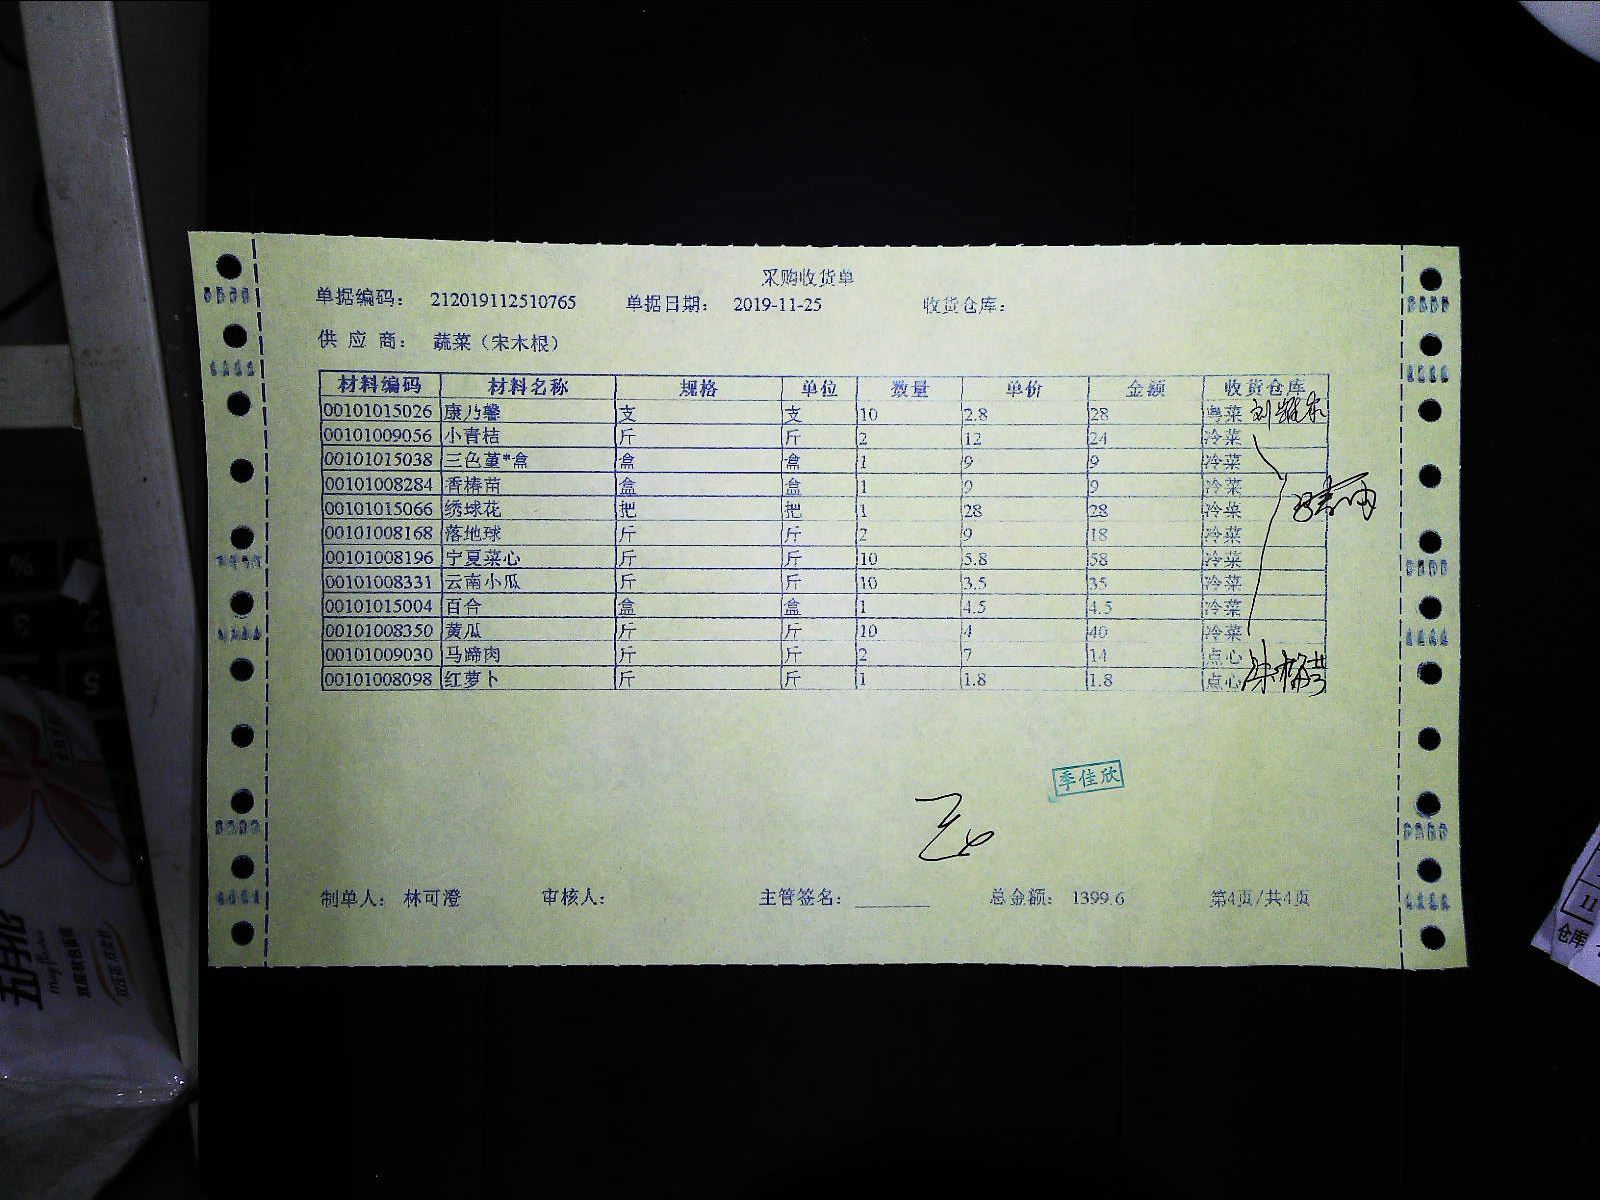 采购收货单
单据编码： 212019112510765 单据日期： 2019-11-25 收货仓库：
供 应 商： 蔬菜（宋木根）
材料编码 材料名称 规格 单位 数量 单价 金额 收货仓库
00101015026 康乃馨 支 支 10 2.8 28 粤菜
00101009056 小青桔 斤 斤 2 12 24 冷菜
00101015038 三色堇*盒 盒 盒 1 9 9 冷菜
00101008284 香椿苗 盒 盒 1 9 9 冷菜
00101015066 绣球花 把 把 1 28 28 冷菜
00101008168 落地球 斤 斤 2 9 18 冷菜
00101008196 宁夏菜心 斤 斤 10 5.8 58 冷菜
00101008331 云南小瓜 斤 斤 10 3.5 35 冷菜
00101015004 百合 盒 盒 1 4.5 4.5 冷菜
00101008350 黄瓜 斤 斤 10 4 40 冷菜
00101009030 马蹄肉 斤 斤 2 7 14 点心
00101008098 红萝卜 斤 斤 1 1.8 1.8 点心
季佳欣
制单人： 林可澄 审核人： 主管签名： 总金额： 1399.6 第4页/共4页
五月花
mayflower
11
仓库